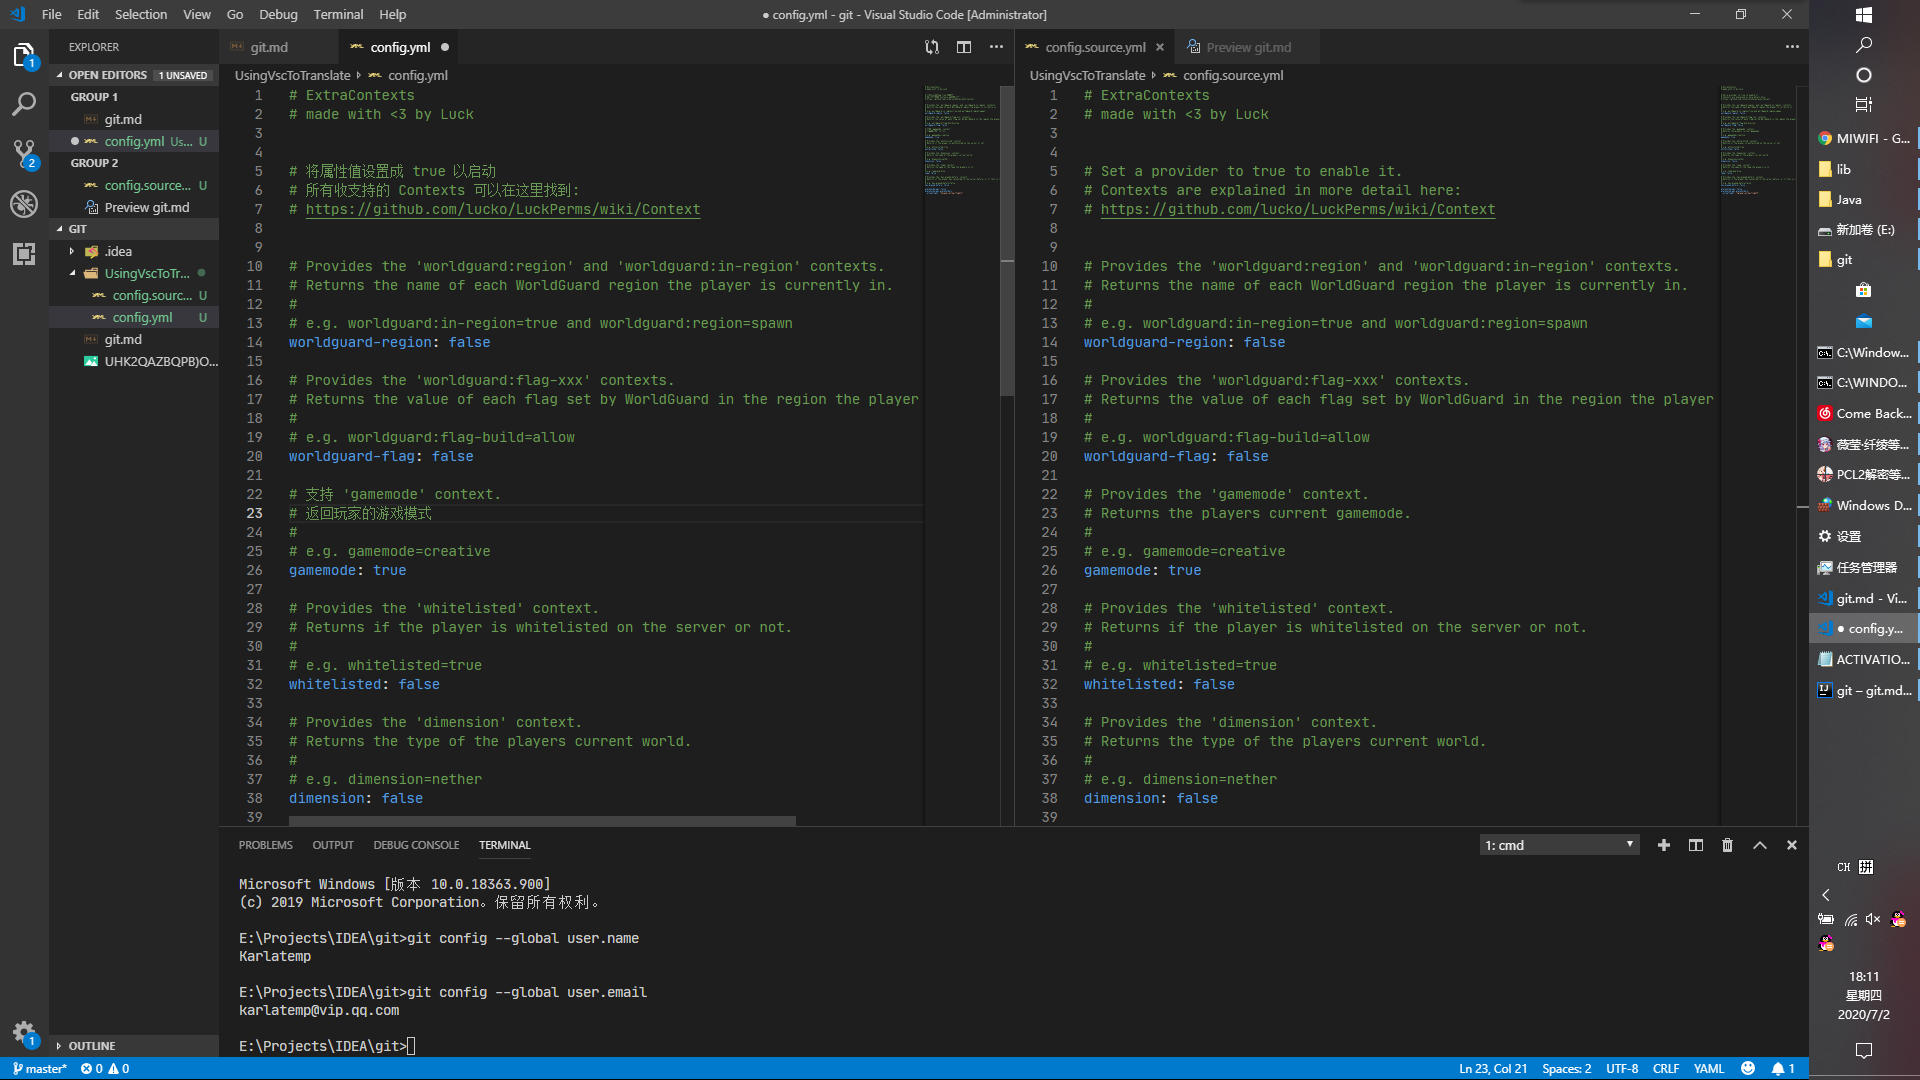 File Edit Selection View Go Debug Terminal Help
● config.yml - git - Visual Studio Code [Administrator]
EXPLORER
OPEN EDITORS 1 UNSAVED
GROUP 1
git.md
config.yml Us... U
GROUP 2
config.source... U
Preview git.md
GIT
.idea
UsingVscToTr...
config.sourc... U
config.yml U
git.md
UHK2QAZBQPB)O...
OUTLINE
1
2
1
git.md config.yml
UsingVscToTranslate config.yml
1 # ExtraContexts
2 # made with <3 by Luck
3
4
5 # 将属性值设置成 true 以启动
6 # 所有收支持的 Contexts 可以在这里找到:
7 # https://github.com/lucko/LuckPerms/wiki/Context
8
9
10 # Provides the 'worldguard:region' and 'worldguard:in-region' contexts.
11 # Returns the name of each WorldGuard region the player is currently in.
12 #
13 # e.g. worldguard:in-region=true and worldguard:region=spawn
14 worldguard-region: false
15
16 # Provides the 'worldguard:flag-xxx' contexts.
17 # Returns the value of each flag set by WorldGuard in the region the player
18 #
19 # e.g. worldguard:flag-build=allow
20 worldguard-flag: false
21
22 # 支持 'gamemode' context.
23 # 返回玩家的游戏模式
24 #
25 # e.g. gamemode=creative
26 gamemode: true
27
28 # Provides the 'whitelisted' context.
29 # Returns if the player is whitelisted on the server or not.
30 #
31 # e.g. whitelisted=true
32 whitelisted: false
33
34 # Provides the 'dimension' context.
35 # Returns the type of the players current world.
36 #
37 # e.g. dimension=nether
38 dimension: false
39
config.source.yml Preview git.md
UsingVscToTranslate config.source.yml
1 # ExtraContexts
2 # made with <3 by Luck
3
4
5 # Set a provider to true to enable it.
6 # Contexts are explained in more detail here:
7 # https://github.com/lucko/LuckPerms/wiki/Context
8
9
10 # Provides the 'worldguard:region' and 'worldguard:in-region' contexts.
11 # Returns the name of each WorldGuard region the player is currently in.
12 #
13 # e.g. worldguard:in-region=true and worldguard:region=spawn
14 worldguard-region: false
15
16 # Provides the 'worldguard:flag-xxx' contexts.
17 # Returns the value of each flag set by WorldGuard in the region the player
18 #
19 # e.g. worldguard:flag-build=allow
20 worldguard-flag: false
21
22 # Provides the 'gamemode' context.
23 # Returns the players current gamemode.
24 #
25 # e.g. gamemode=creative
26 gamemode: true
27
28 # Provides the 'whitelisted' context.
29 # Returns if the player is whitelisted on the server or not.
30 #
31 # e.g. whitelisted=true
32 whitelisted: false
33
34 # Provides the 'dimension' context.
35 # Returns the type of the players current world.
36 #
37 # e.g. dimension=nether
38 dimension: false
39
PROBLEMS OUTPUT DEBUG CONSOLE TERMINAL 1: cmd
Microsoft Windows [版本 10.0.18363.900]
(c) 2019 Microsoft Corporation。保留所有权利。
E:\Projects\IDEA\git>git config --global user.name
Karlatemp
E:\Projects\IDEA\git>git config --global user.email
karlatemp@vip.qq.com
E:\Projects\IDEA\git>
master* 0 0 Ln 23, Col 21 Spaces: 2 UTF-8 CRLF YAML 1
MIWIFI - G...
lib
Java
新加卷 (E:)
git
C:\Window...
C:\WINDO...
Come Back...
薇莹·纤绫等...
PCL2解密等...
Windows D...
设置
任务管理器
git.md - Vi...
● config.y...
ACTIVATIO...
git – git.md...
CH 拼
18:11
星期四
2020/7/2